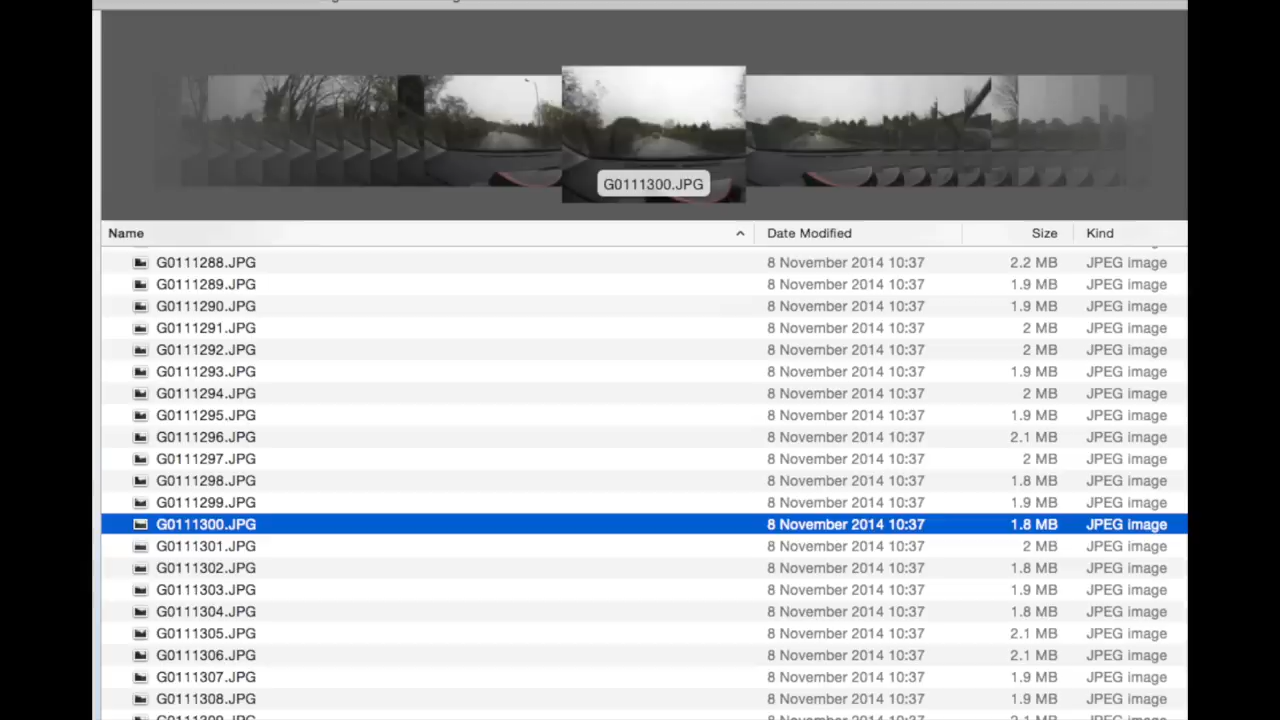 G0111300.JPG
Name Date Modified Size Kind
G0111288.JPG 8 November 2014 10:37 2.2 MB JPEG image
G0111289.JPG 8 November 2014 10:37 1.9 MB JPEG image
G0111290.JPG 8 November 2014 10:37 1.9 MB JPEG image
G0111291.JPG 8 November 2014 10:37 2 MB JPEG image
G0111292.JPG 8 November 2014 10:37 2 MB JPEG image
G0111293.JPG 8 November 2014 10:37 1.9 MB JPEG image
G0111294.JPG 8 November 2014 10:37 2 MB JPEG image
G0111295.JPG 8 November 2014 10:37 1.9 MB JPEG image
G0111296.JPG 8 November 2014 10:37 2.1 MB JPEG image
G0111297.JPG 8 November 2014 10:37 2 MB JPEG image
G0111298.JPG 8 November 2014 10:37 1.8 MB JPEG image
G0111299.JPG 8 November 2014 10:37 1.9 MB JPEG image
G0111300.JPG 8 November 2014 10:37 1.8 MB JPEG image
G0111301.JPG 8 November 2014 10:37 2 MB JPEG image
G0111302.JPG 8 November 2014 10:37 1.8 MB JPEG image
G0111303.JPG 8 November 2014 10:37 1.9 MB JPEG image
G0111304.JPG 8 November 2014 10:37 1.8 MB JPEG image
G0111305.JPG 8 November 2014 10:37 2.1 MB JPEG image
G0111306.JPG 8 November 2014 10:37 2.1 MB JPEG image
G0111307.JPG 8 November 2014 10:37 1.9 MB JPEG image
G0111308.JPG 8 November 2014 10:37 1.9 MB JPEG image
G0111309.JPG 8 November 2014 10:37 2.1 MB JPEG image